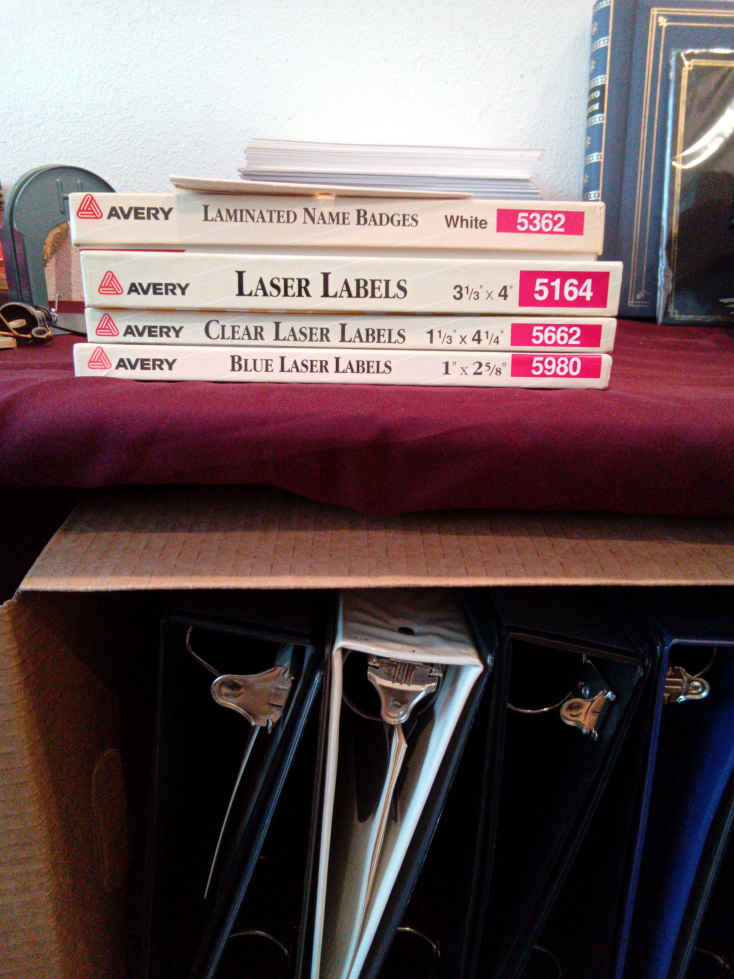 AVERY LAMINATED NAME BADGES White 5362
AVERY LASER LABELS 3 1/3" x 4" 5164
AVERY CLEAR LASER LABELS 1 1/3" x 4 1/4" 5662
AVERY BLUE LASER LABELS 1" x 2 5/8" 5980